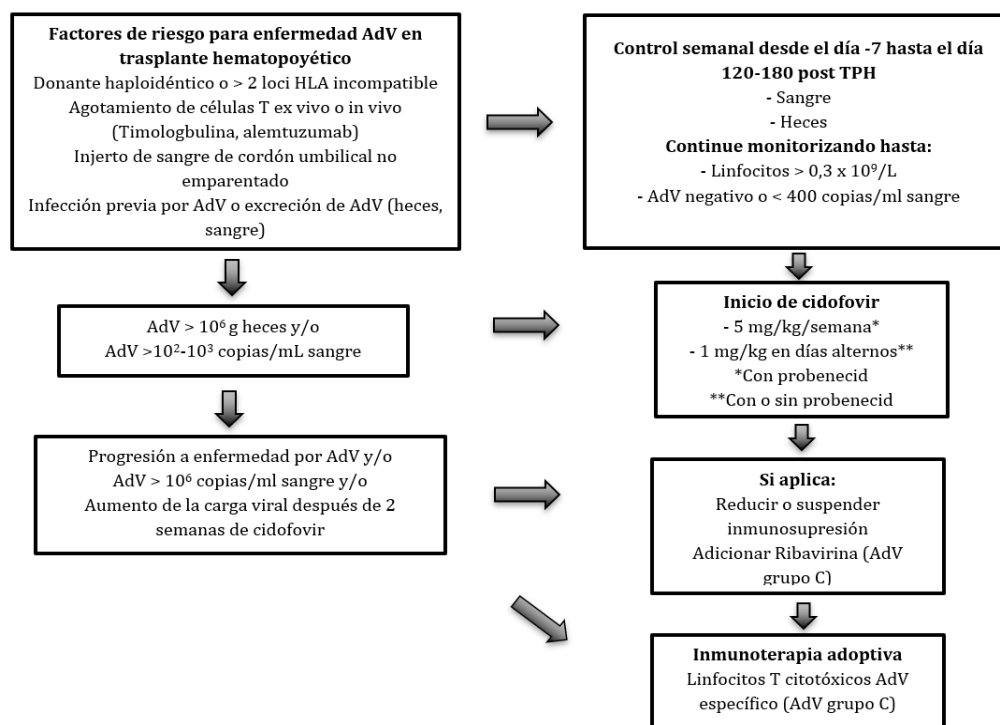 Factores de riesgo para enfermedad AdV en
trasplante hematopoyético
Donante haploidéntico o > 2 loci HLA incompatible
Agotamiento de células T ex vivo o in vivo
(Timologbulina, alemtuzumab)
Injerto de sangre de cordón umbilical no
emparentado
Infección previa por AdV o excreción de AdV (heces,
sangre)
Control semanal desde el día -7 hasta el día
120-180 post TPH
- Sangre
- Heces
Continue monitorizando hasta:
- Linfocitos > 0,3 x 10⁹/L
- AdV negativo o < 400 copias/ml sangre
AdV > 10⁶ g heces y/o
AdV >10²-10³ copias/mL sangre
Inicio de cidofovir
- 5 mg/kg/semana*
- 1 mg/kg en días alternos**
*Con probenecid
**Con o sin probenecid
Progresión a enfermedad por AdV y/o
AdV > 10⁶ copias/ml sangre y/o
Aumento de la carga viral después de 2
semanas de cidofovir
Si aplica:
Reducir o suspender
inmunosupresión
Adicionar Ribavirina (AdV
grupo C)
Inmunoterapia adoptiva
Linfocitos T citotóxicos AdV
específico (AdV grupo C)